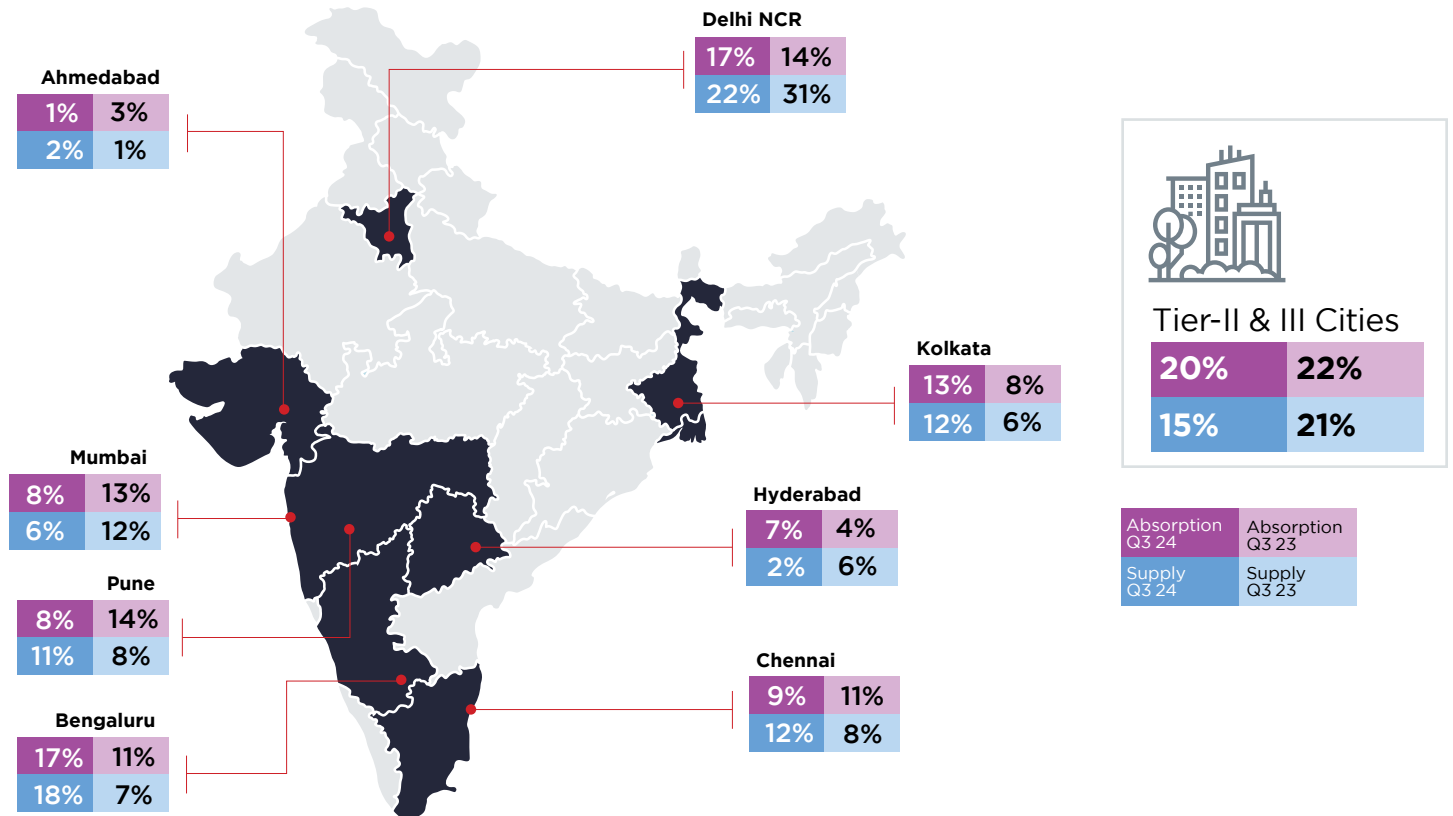 Delhi NCR
17% 14%
22% 31%
Ahmedabad
1% 3%
2% 1%
Kolkata
13% 8%
12% 6%
Mumbai
8% 13%
6% 12%
Hyderabad
7% 4%
2% 6%
Pune
8% 14%
11% 8%
Chennai
9% 11%
12% 8%
Bengaluru
17% 11%
18% 7%
Tier-II & III Cities
20% 22%
15% 21%
Absorption Absorption
Q3 24 Q3 23
Supply Supply
Q3 24 Q3 23